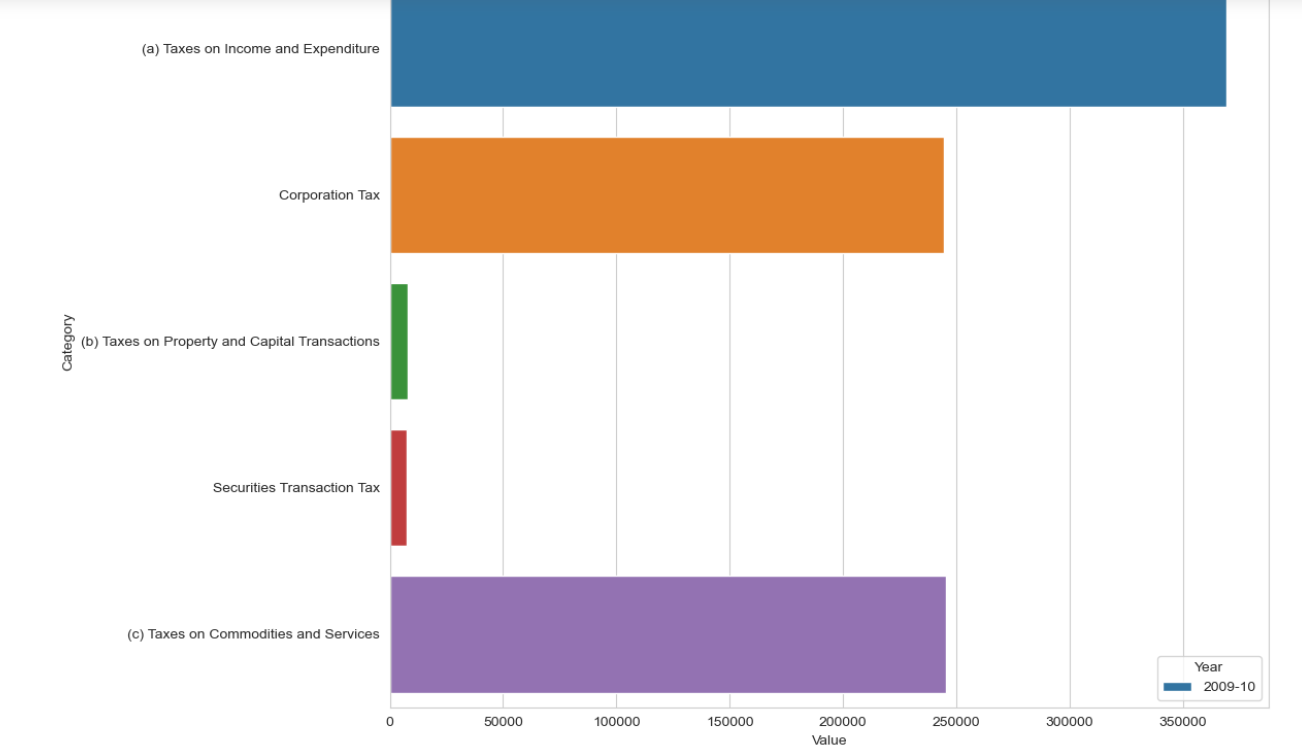 (a) Taxes on Income and Expenditure
Corporation Tax
(b) Taxes on Property and Capital Transactions
Category
Securities Transaction Tax
(c) Taxes on Commodities and Services
Year
2009-10
0 50000 100000 150000 200000 250000 300000 350000
Value